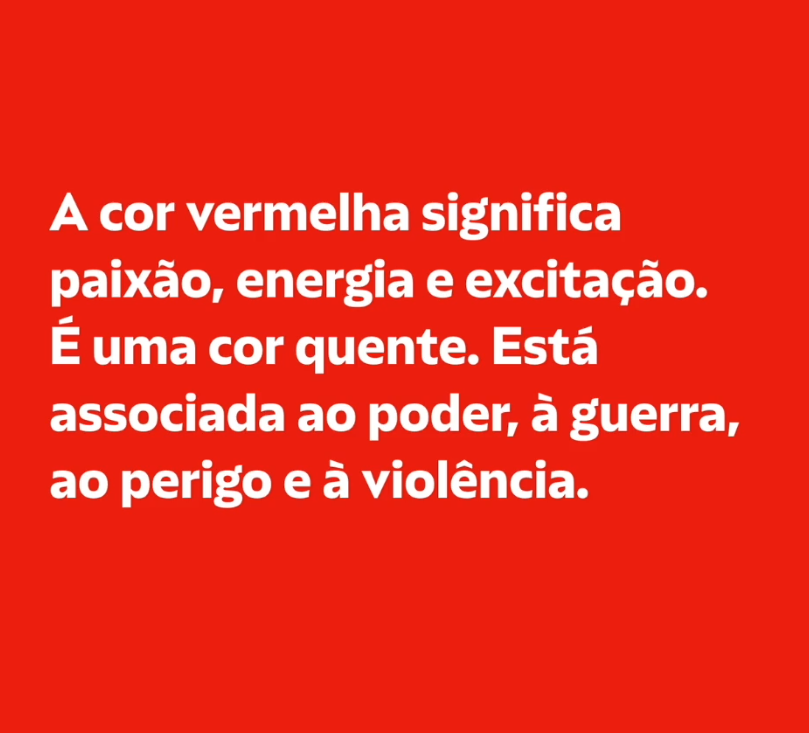 A cor vermelha significa
paixão, energia e excitação.
É uma cor quente. Está
associada ao poder, à guerra,
ao perigo e à violência.